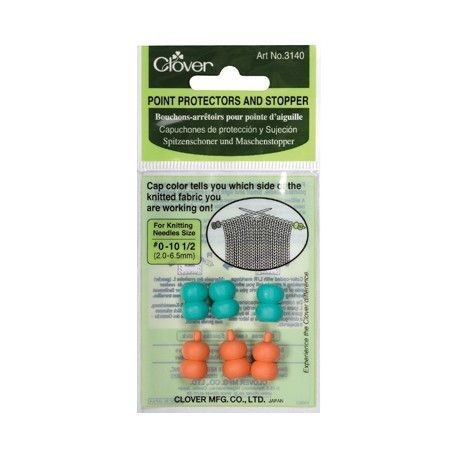 Art No.3140
Clover
POINT PROTECTORS AND STOPPER
Bouchons-arrêtoirs pour pointe d'aiguille
Capuchones de protección y Sujeción
Spitzenschoner und Maschenstopper
Cap color tells you which side of the
knitted fabric you
are working on!
For Knitting
Needles Size
#0-10 1/2
(2.0-6.5mm)
Experience the Clover difference.
CLOVER MFG. CO., LTD.
JAPAN